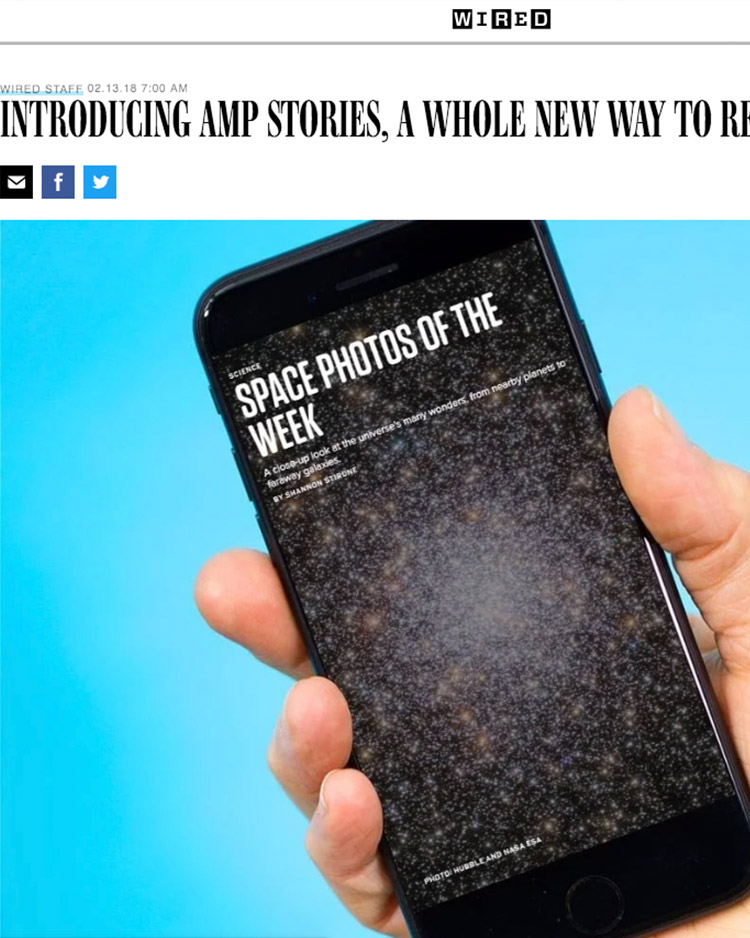 WIRED
WIRED STAFF 02.13.18 7:00 AM
INTRODUCING AMP STORIES, A WHOLE NEW WAY TO RE
f
SCIENCE
SPACE PHOTOS OF THE
WEEK
A close-up look at the universe's many wonders, from nearby planets to
faraway galaxies.
BY SHANNON STIRONE
PHOTO: HUBBLE AND NASA ESA